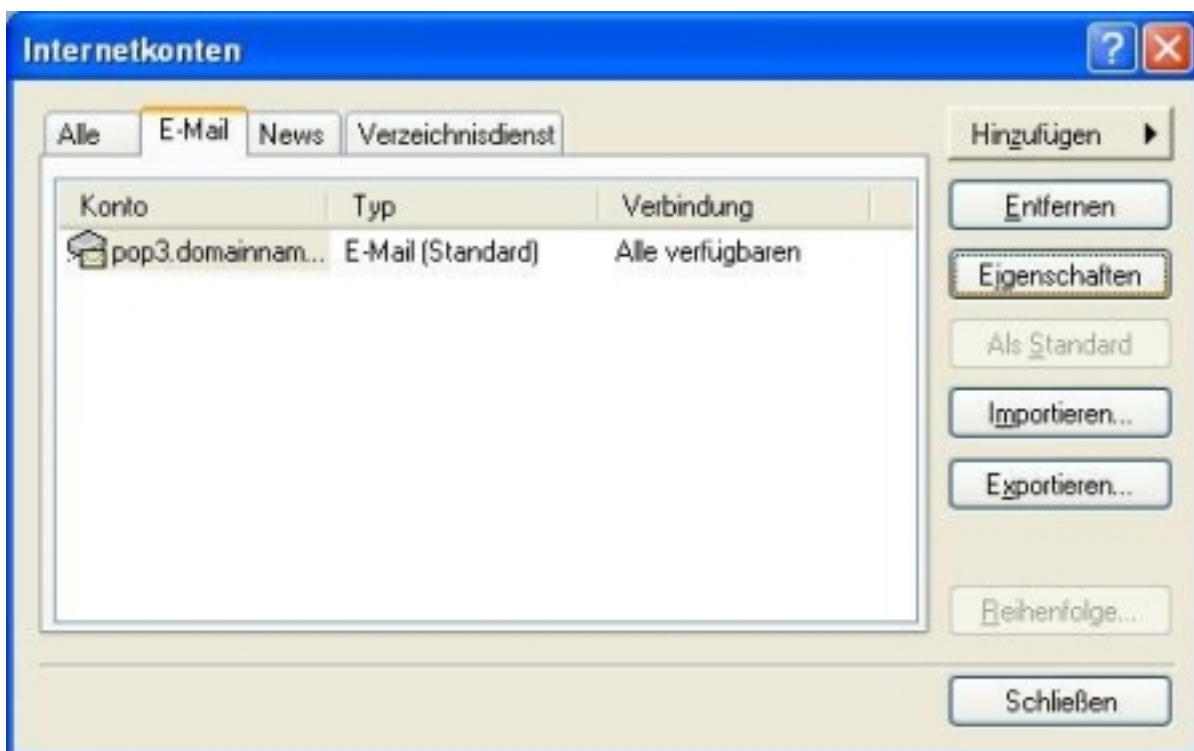 Internetkonten
Alle E-Mail News Verzeichnisdienst
Hinzufügen
Konto Typ Verbindung
Entfernen
pop3.domainnam... E-Mail (Standard) Alle verfügbaren
Eigenschaften
Als Standard
Importieren...
Exportieren...
Reihenfolge...
Schließen